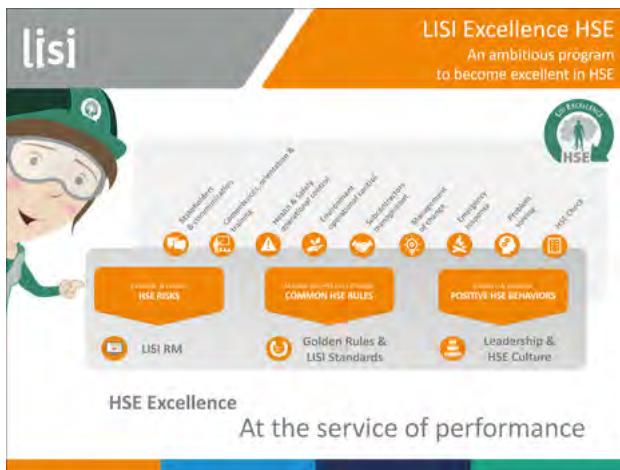 lisi
LISI Excellence HSE
An ambitious program
to become excellent in HSE
LISI EXCELLENCE
HSE
Stakeholders
& communication
Competences, orientation &
training
Health & Safety
operational control
Environment
operational control
Subcontractors
management
Management
of change
Emergency
response
Problem
solving
HSE Check
HSE RISKS
COMMON HSE RULES
POSITIVE HSE BEHAVIORS
LISI RM
Golden Rules &
LISI Standards
Leadership &
HSE Culture
HSE Excellence
At the service of performance